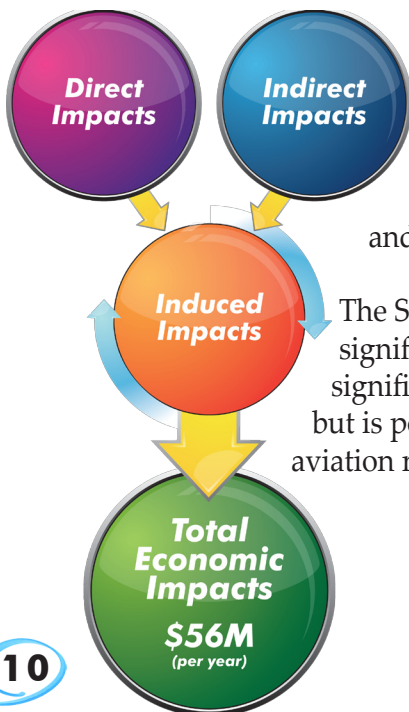 Direct
Impacts
Indirect
Impacts
and
Induced
Impacts
The S
signif
signifi
but is p
aviation
Total
Economic
Impacts
$56M
(per year)
10